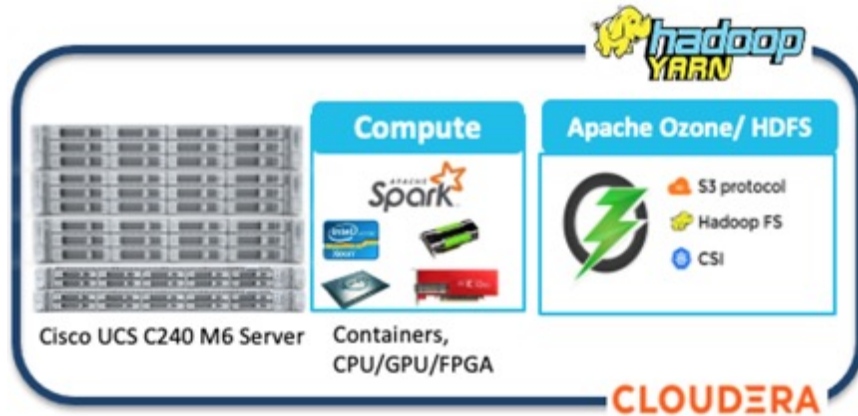 hadoop
YARN
Compute
Apache Ozone/ HDFS
APACHE
Spark
S3 protocol
Hadoop FS
CSI
Cisco UCS C240 M6 Server
Containers,
CPU/GPU/FPGA
CLOUDERA